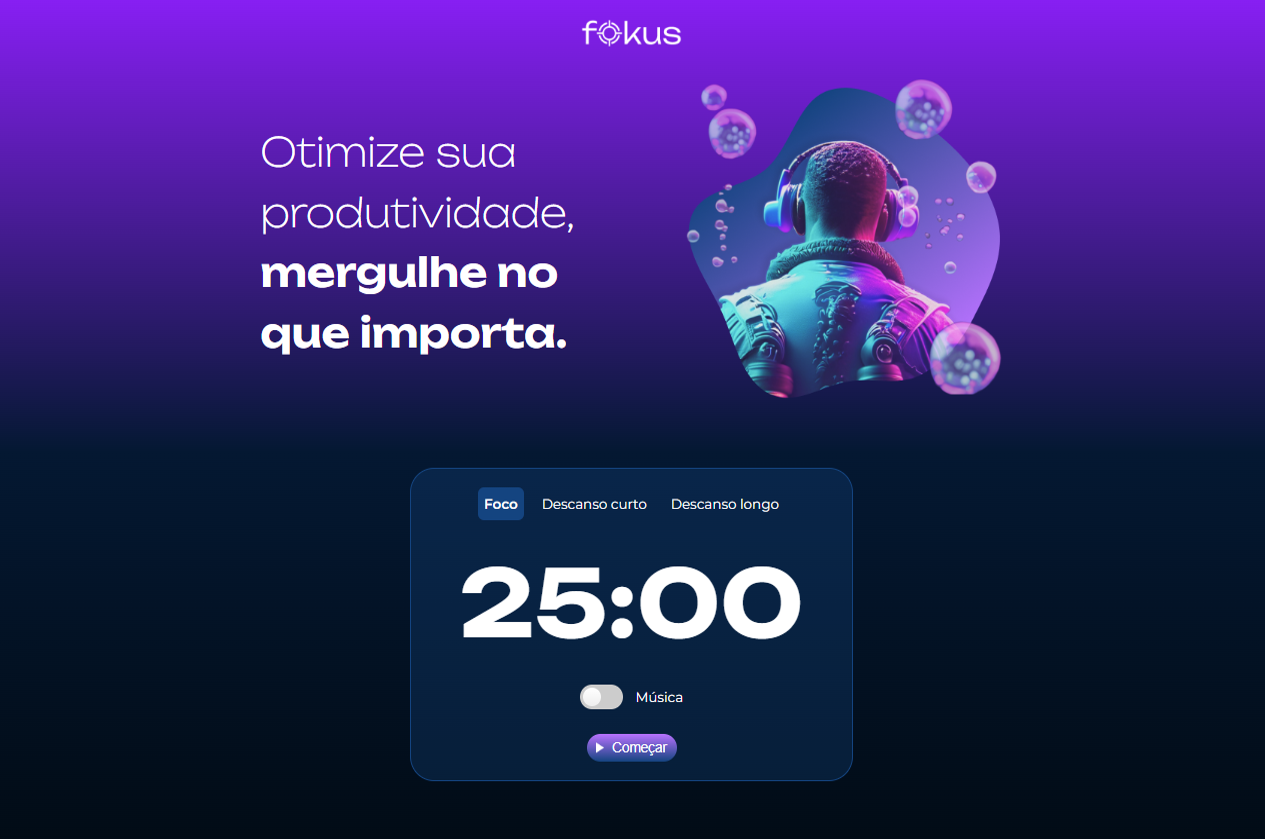 fokus
Otimize sua
produtividade,
mergulhe no
que importa.
Foco Descanso curto Descanso longo
25:00
Música
Começar